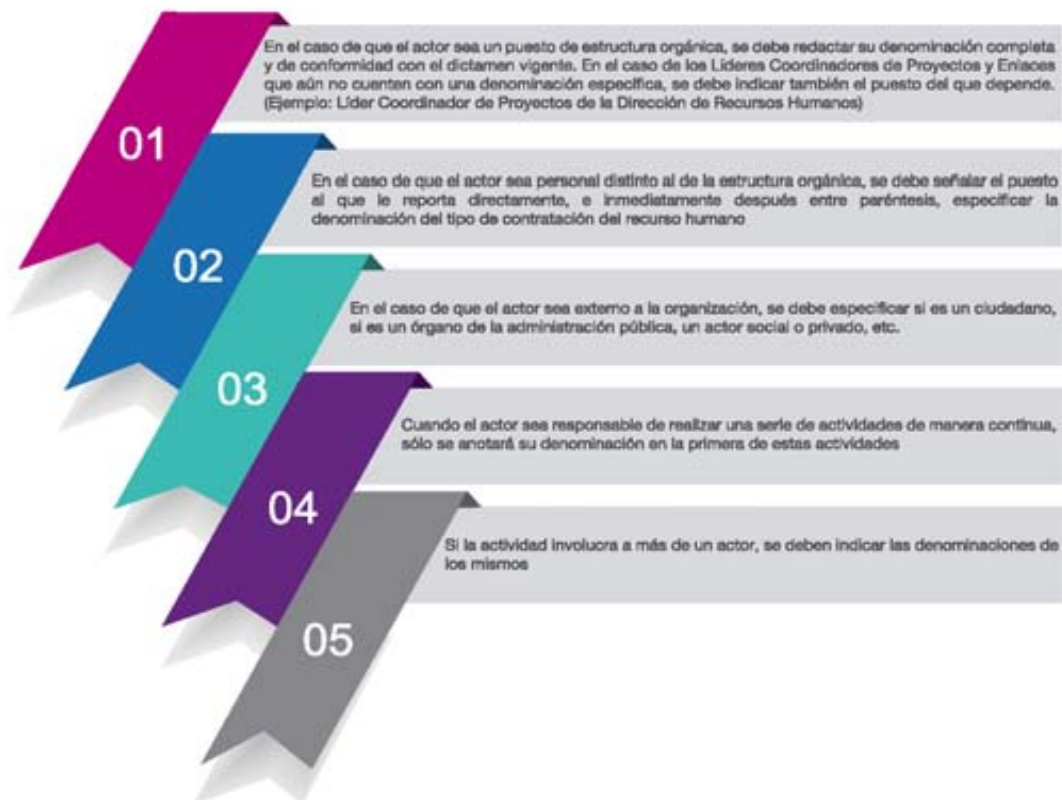 01
En el caso de que el actor sea un puesto de estructura orgánica, se debe redactar su denominación completa
y de conformidad con el dictamen vigente. En el caso de los Líderes Coordinadores de Proyectos y Enlaces
que aún no cuenten con una denominación específica, se debe indicar también el puesto del que depende.
(Ejemplo: Líder Coordinador de Proyectos de la Dirección de Recursos Humanos)
02
En el caso de que el actor sea personal distinto al de la estructura orgánica, se debe señalar el puesto
al que le reporta directamente, e inmediatamente después entre paréntesis, especificar la
denominación del tipo de contratación del recurso humano
03
En el caso de que el actor sea externo a la organización, se debe especificar si es un ciudadano,
si es un órgano de la administración pública, un actor social o privado, etc.
04
Cuando el actor sea responsable de realizar una serie de actividades de manera continua,
sólo se anotará su denominación en la primera de estas actividades
05
Si la actividad involucra a más de un actor, se deben indicar las denominaciones de
los mismos